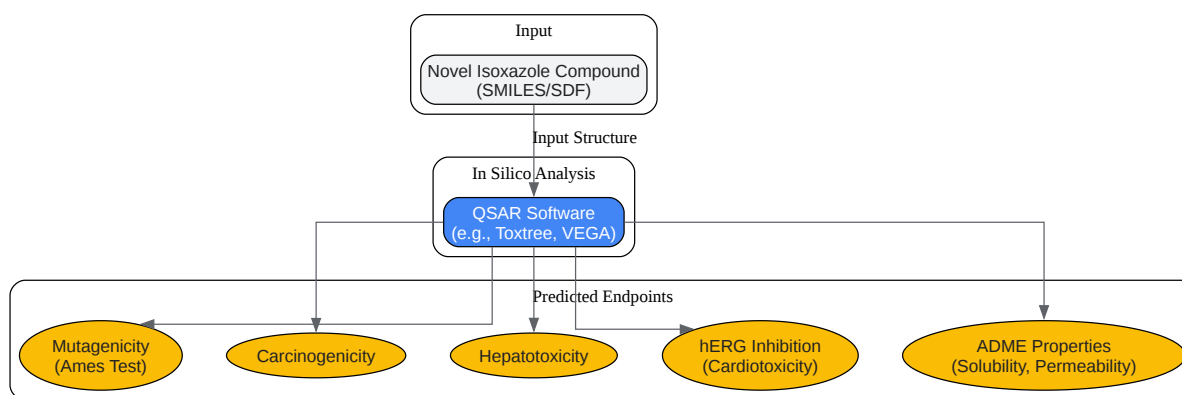 Input
Novel Isoxazole Compound
(SMILES/SDF)
Input Structure
In Silico Analysis
QSAR Software
(e.g., Toxtree, VEGA)
Predicted Endpoints
Mutagenicity
(Ames Test)
Carcinogenicity
Hepatotoxicity
hERG Inhibition
(Cardiotoxicity)
ADME Properties
(Solubility, Permeability)